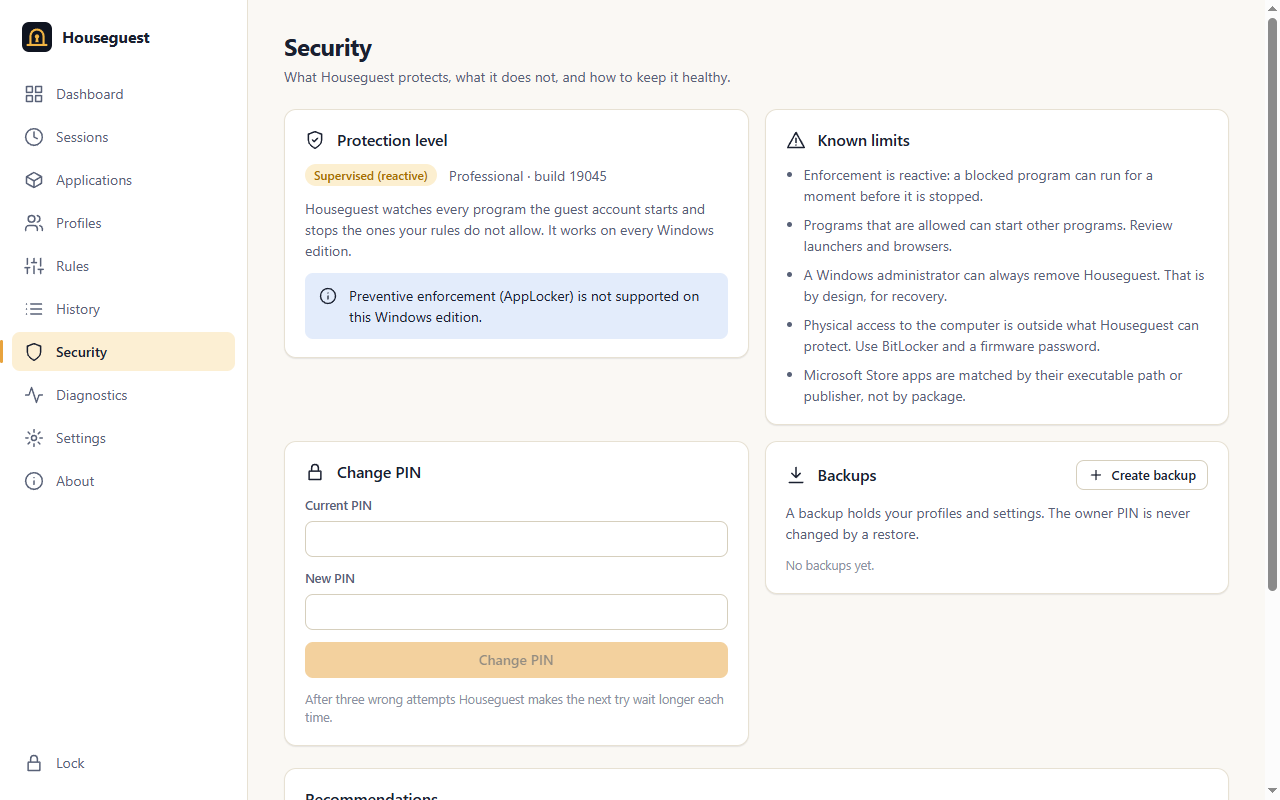 Houseguest
Dashboard
Sessions
Applications
Profiles
Rules
History
Security
Diagnostics
Settings
About
Lock
Security
What Houseguest protects, what it does not, and how to keep it healthy.
Protection level
Supervised (reactive)
Professional · build 19045
Houseguest watches every program the guest account starts and
stops the ones your rules do not allow. It works on every Windows
edition.
Preventive enforcement (AppLocker) is not supported on
this Windows edition.
Known limits
• Enforcement is reactive: a blocked program can run for a
moment before it is stopped.
• Programs that are allowed can start other programs. Review
launchers and browsers.
• A Windows administrator can always remove Houseguest. That is
by design, for recovery.
• Physical access to the computer is outside what Houseguest can
protect. Use BitLocker and a firmware password.
• Microsoft Store apps are matched by their executable path or
publisher, not by package.
Change PIN
Current PIN
New PIN
Change PIN
After three wrong attempts Houseguest makes the next try wait longer each
time.
Backups
Create backup
A backup holds your profiles and settings. The owner PIN is never
changed by a restore.
No backups yet.
Recommendations